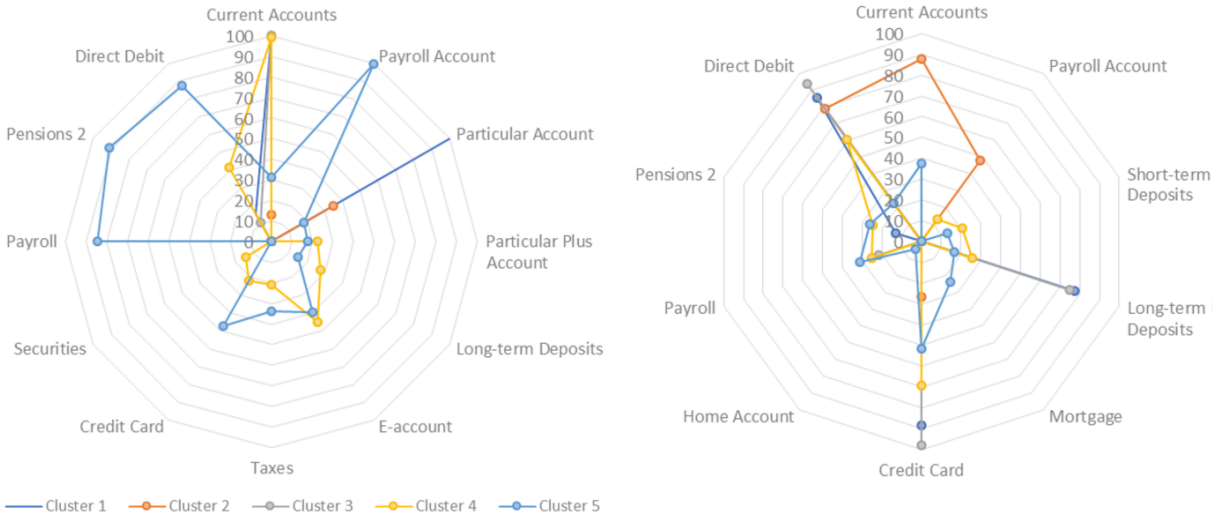 Current Accounts
100
90
80
70
60
50
40
30
20
10
0
Payroll Account
Particular Account
Particular Plus
Account
Long-term Deposits
E-account
Taxes
Credit Card
Securities
Payroll
Pensions 2
Direct Debit
Cluster 1
Cluster 2
Cluster 3
Cluster 4
Cluster 5
Current Accounts
100
90
80
70
60
50
40
30
20
10
0
Payroll Account
Short-term
Deposits
Long-term
Deposits
Mortgage
Credit Card
Home Account
Payroll
Pensions 2
Direct Debit